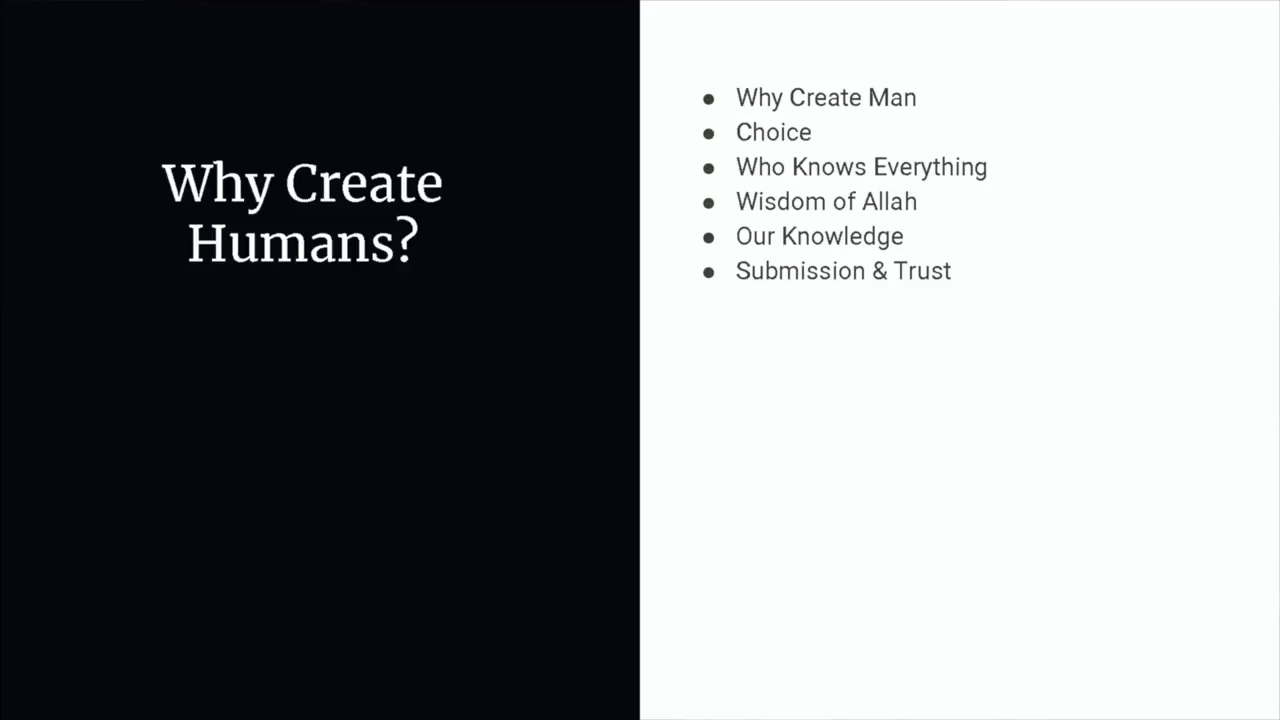 Why Create
Humans?
● Why Create Man
● Choice
● Who Knows Everything
● Wisdom of Allah
● Our Knowledge
● Submission & Trust